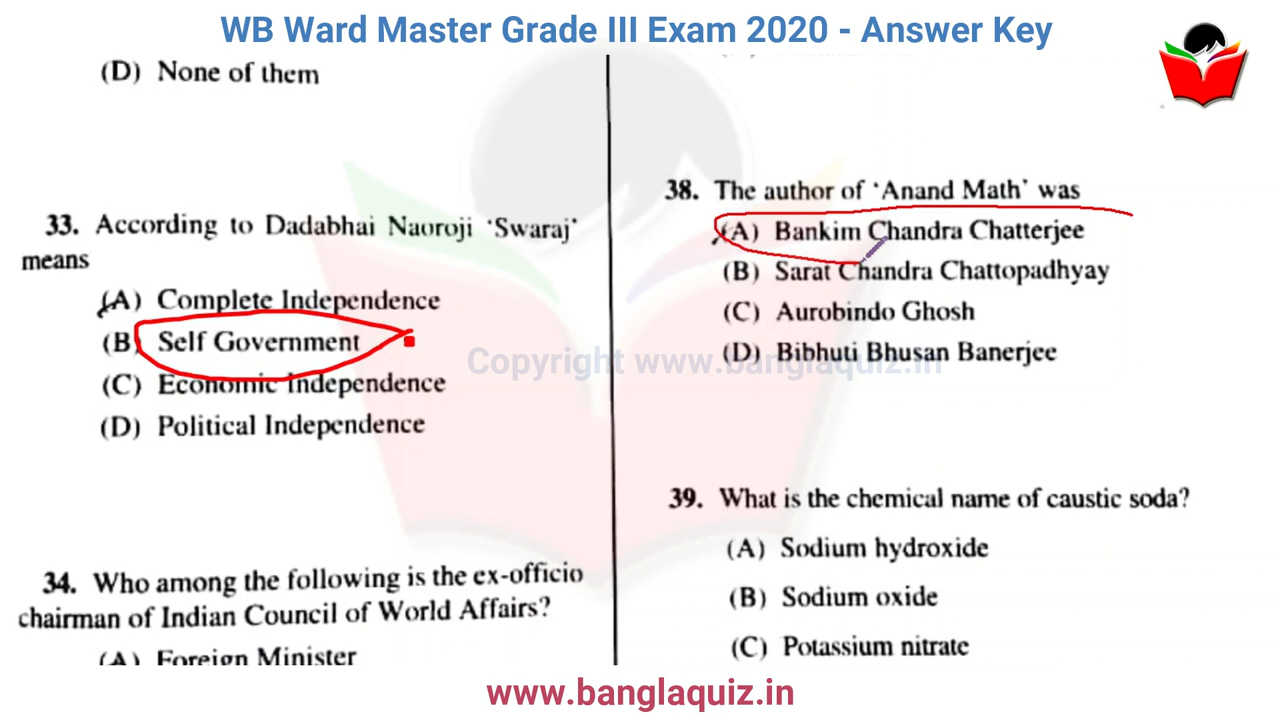 WB Ward Master Grade III Exam 2020 - Answer Key
(D) None of them
33. According to Dadabhai Naoroji ‘Swaraj’
means
(A) Complete Independence
(B) Self Government
(C) Economic Independence
(D) Political Independence
34. Who among the following is the ex-officio
chairman of Indian Council of World Affairs?
(A) Foreign Minister
38. The author of ‘Anand Math’ was
(A) Bankim Chandra Chatterjee
(B) Sarat Chandra Chattopadhyay
(C) Aurobindo Ghosh
(D) Bibhuti Bhusan Banerjee
39. What is the chemical name of caustic soda?
(A) Sodium hydroxide
(B) Sodium oxide
(C) Potassium nitrate
Copyright www.banglaquiz.in
www.banglaquiz.in